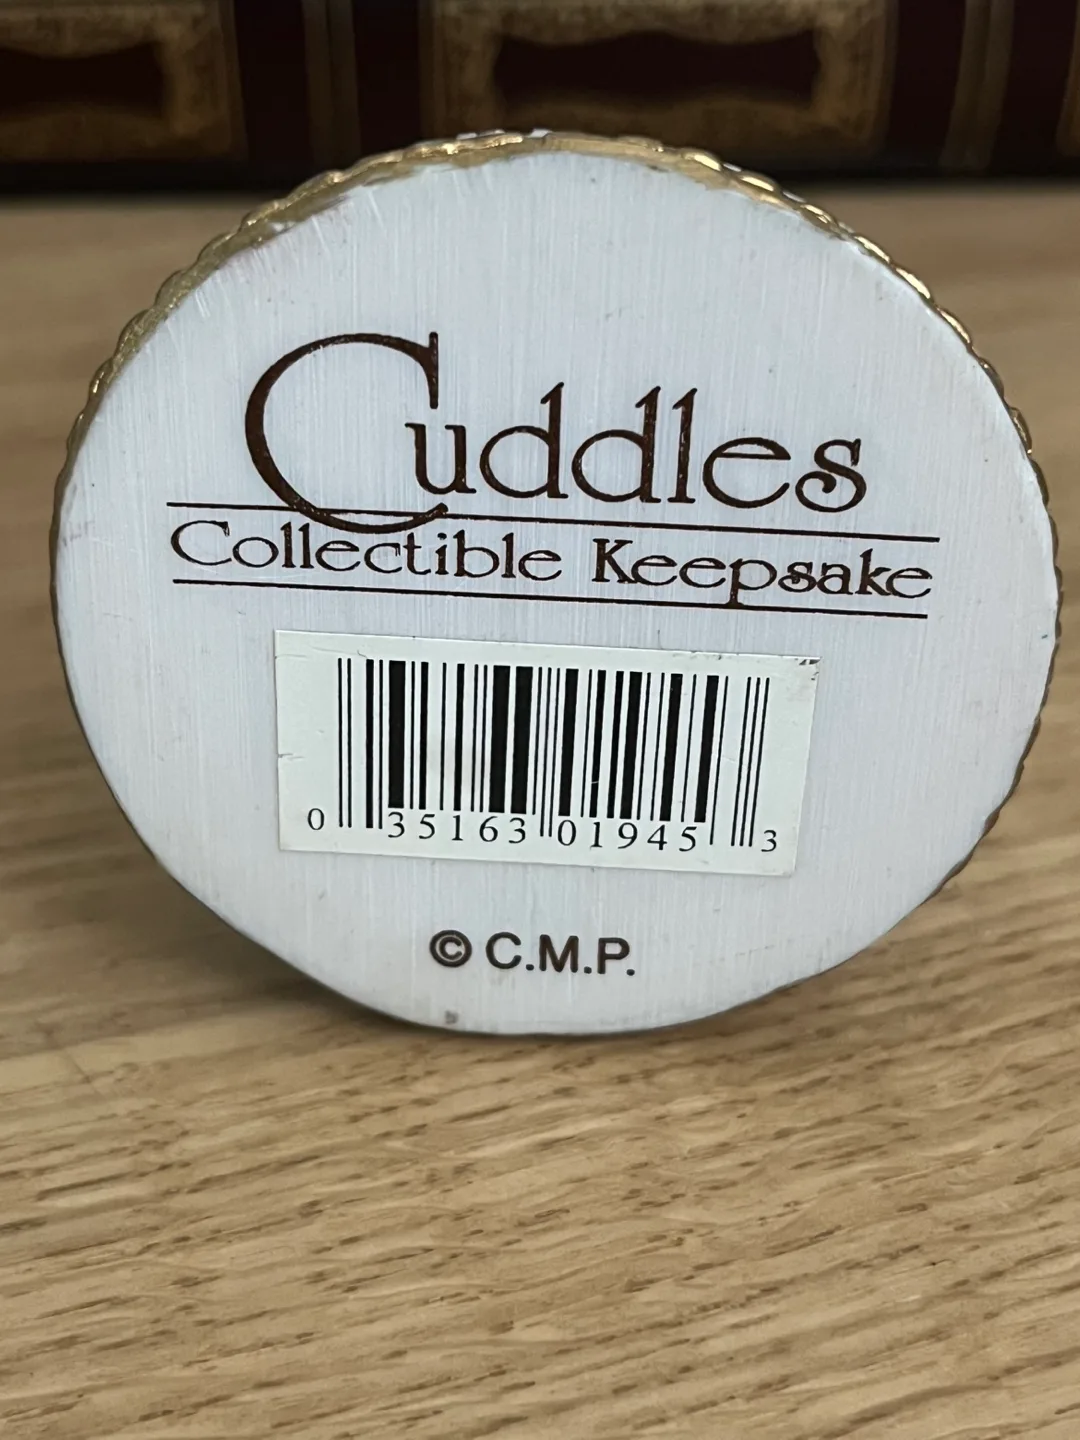 Cuddles
Collectible Keepsake
0 35163 01945 3
© C.M.P.